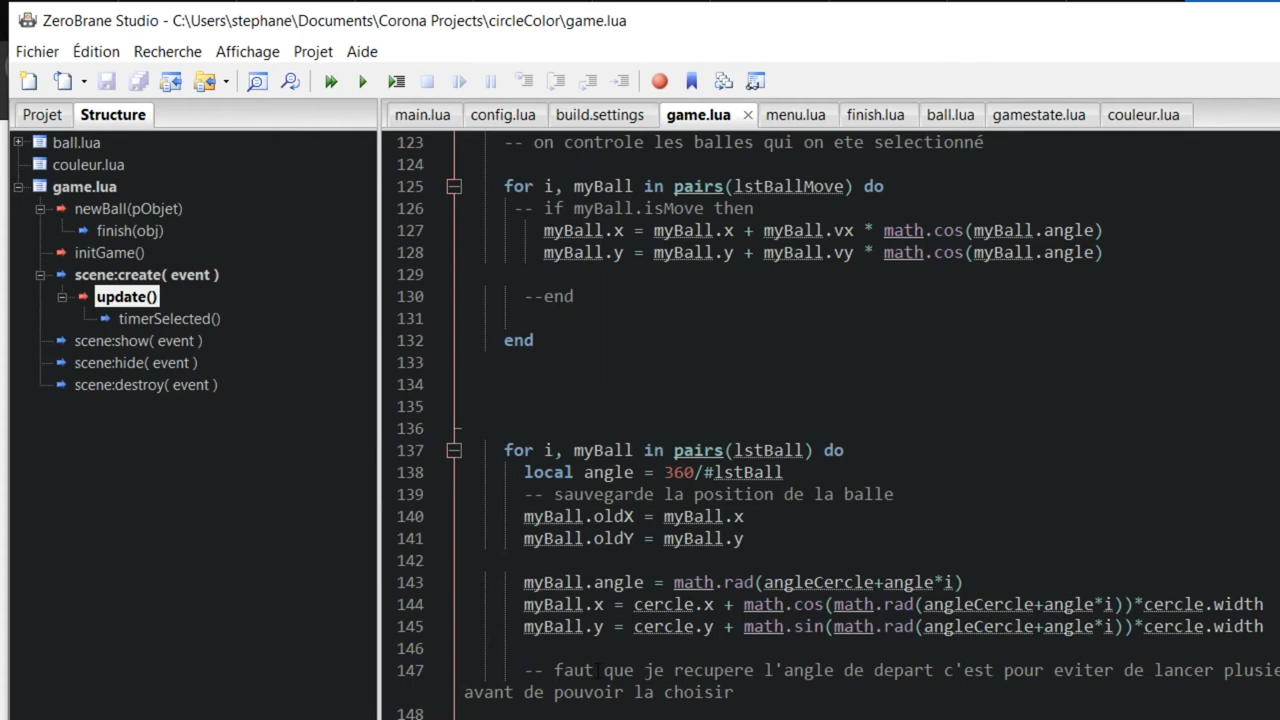 ZeroBrane Studio - C:\Users\stephane\Documents\Corona Projects\circleColor\game.lua
Fichier Édition Recherche Affichage Projet Aide
Projet Structure
main.lua config.lua build.settings game.lua menu.lua finish.lua ball.lua gamestate.lua couleur.lua
ball.lua
couleur.lua
game.lua
newBall(pObjet)
finish(obj)
initGame()
scene:create( event )
update()
timerSelected()
scene:show( event )
scene:hide( event )
scene:destroy( event )
123 -- on controle les balles qui on ete selectionné
124
125 for i, myBall in pairs(lstBallMove) do
126 -- if myBall.isMove then
127 myBall.x = myBall.x + myBall.vx * math.cos(myBall.angle)
128 myBall.y = myBall.y + myBall.vy * math.cos(myBall.angle)
129
130 --end
131
132 end
133
134
135
136
137 for i, myBall in pairs(lstBall) do
138 local angle = 360/#lstBall
139 -- sauvegarde la position de la balle
140 myBall.oldX = myBall.x
141 myBall.oldY = myBall.y
142
143 myBall.angle = math.rad(angleCercle+angle*i)
144 myBall.x = cercle.x + math.cos(math.rad(angleCercle+angle*i))*cercle.width
145 myBall.y = cercle.y + math.sin(math.rad(angleCercle+angle*i))*cercle.width
146
147 -- faut que je recupere l'angle de depart c'est pour eviter de lancer plusie
avant de pouvoir la choisir
148